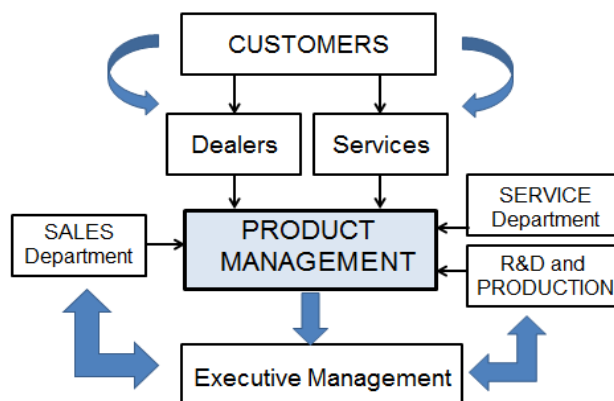 CUSTOMERS
Dealers
Services
SALES
Department
PRODUCT
MANAGEMENT
SERVICE
Department
R&D and
PRODUCTION
Executive Management